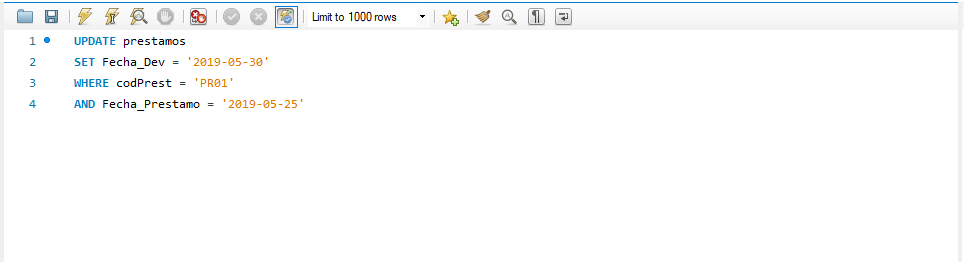 Limit to 1000 rows
1 UPDATE prestamos
2 SET Fecha_Dev = '2019-05-30'
3 WHERE codPrest = 'PR01'
4 AND Fecha_Prestamo = '2019-05-25'